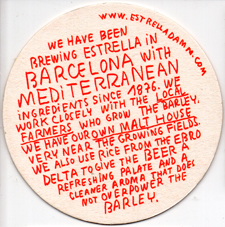 WWW.ESTRELLADAMM.COM
WE HAVE BEEN
BREWING ESTRELLA IN
BARCELONA WITH
MEDITERRANEAN
INGREDIENTS SINCE 1876. WE
WORK CLOSELY WITH THE LOCAL
FARMERS WHO GROW THE BARLEY.
WE HAVE OUR OWN MALT HOUSE
VERY NEAR THE GROWING FIELDS.
WE ALSO USE RICE FROM THE EBRO
DELTA TO GIVE THE BEER A
REFRESHING PALATE AND A
CLEANER AROMA THAT DOES
NOT OVERPOWER THE
BARLEY.